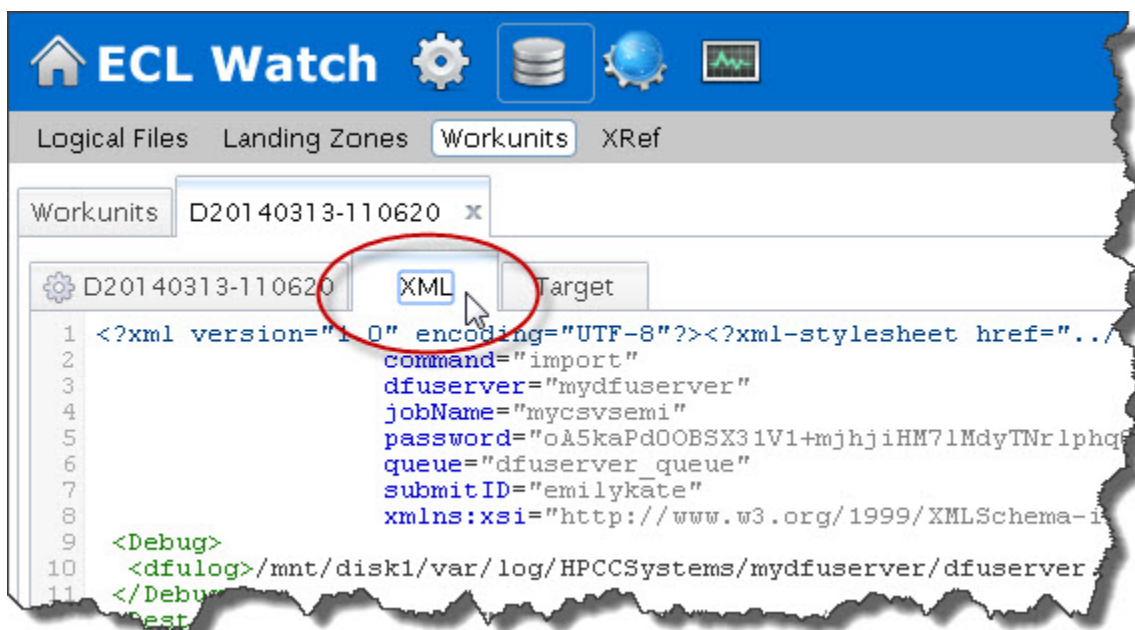 ECL Watch
Logical Files Landing Zones Workunits XRef
Workunits D20140313-110620 x
D20140313-110620 XML Target
1 <?xml version="1.0" encoding="UTF-8"?><?xml-stylesheet href="../
2 command="import"
3 dfuserver="mydfuserver"
4 jobName="mycsvsemi"
5 password="oA5kaPdOOBSX31V1+mjhjiHM7lMdyTNrlphq
6 queue="dfuserver_queue"
7 submitID="emilykate"
8 xmlns:xsi="http://www.w3.org/1999/XMLSchema-i
9 <Debug>
10 <dfulog>/mnt/disk1/var/log/HPCCSystems/mydfuserver/dfuserver.
11 </Debug